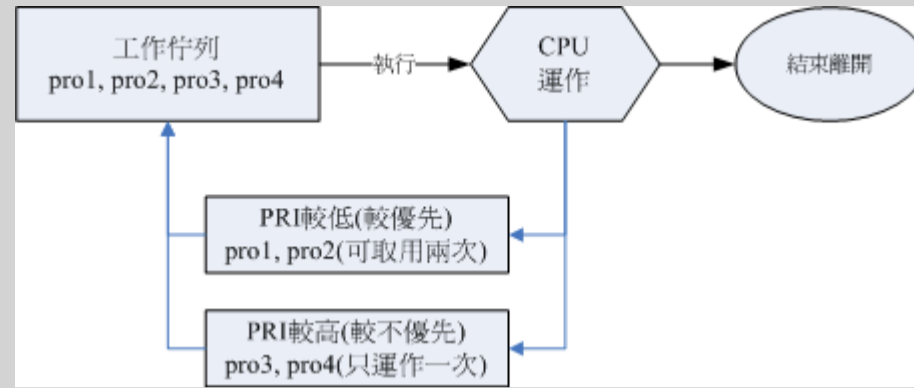 工作佇列
pro1, pro2, pro3, pro4
執行
CPU
運作
結束離開
PRI較低(較優先)
pro1, pro2(可取用兩次)
PRI較高(較不優先)
pro3, pro4(只運作一次)